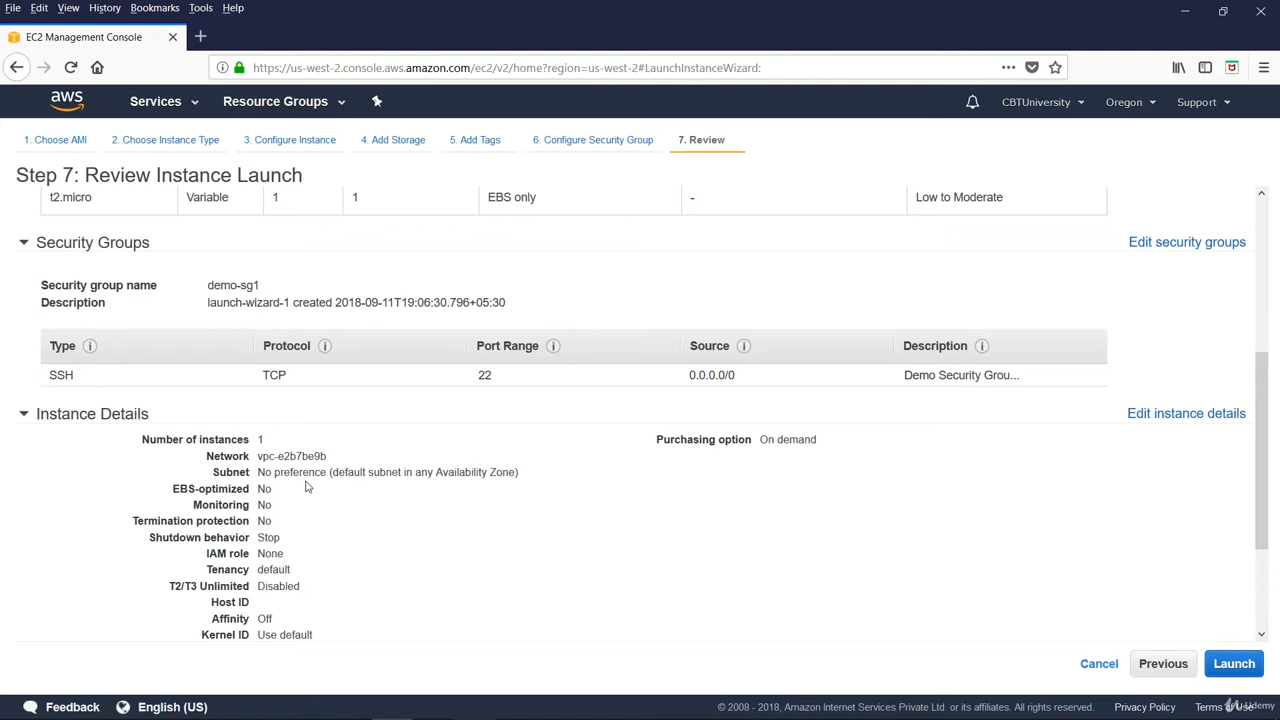 File Edit View History Bookmarks Tools Help
EC2 Management Console
https://us-west-2.console.aws.amazon.com/ec2/v2/home?region=us-west-2#LaunchInstanceWizard:
aws Services Resource Groups CBTUniversity Oregon Support
1. Choose AMI 2. Choose Instance Type 3. Configure Instance 4. Add Storage 5. Add Tags 6. Configure Security Group 7. Review
Step 7: Review Instance Launch
t2.micro Variable 1 1 EBS only - Low to Moderate
Security Groups Edit security groups
Security group name demo-sg1
Description launch-wizard-1 created 2018-09-11T19:06:30.796+05:30
Type Protocol Port Range Source Description
SSH TCP 22 0.0.0.0/0 Demo Security Grou...
Instance Details Edit instance details
Number of instances 1 Purchasing option On demand
Network vpc-e2b7be9b
Subnet No preference (default subnet in any Availability Zone)
EBS-optimized No
Monitoring No
Termination protection No
Shutdown behavior Stop
IAM role None
Tenancy default
T2/T3 Unlimited Disabled
Host ID
Affinity Off
Kernel ID Use default
Cancel Previous Launch
Feedback English (US) © 2008 - 2018, Amazon Internet Services Private Ltd. or its affiliates. All rights reserved. Privacy Policy Terms of Use
Udemy